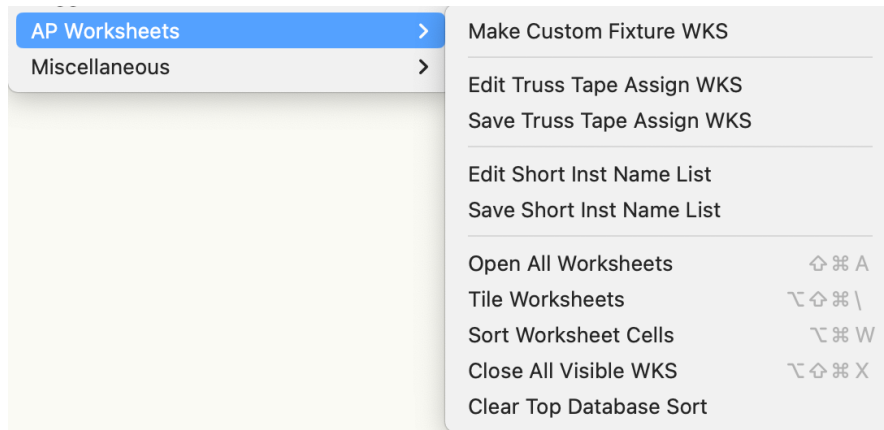 AP Worksheets
Miscellaneous
Make Custom Fixture WKS
Edit Truss Tape Assign WKS
Save Truss Tape Assign WKS
Edit Short Inst Name List
Save Short Inst Name List
Open All Worksheets ⇧⌘A
Tile Worksheets ⌥⇧⌘\
Sort Worksheet Cells ⌥⌘W
Close All Visible WKS ⌥⇧⌘X
Clear Top Database Sort